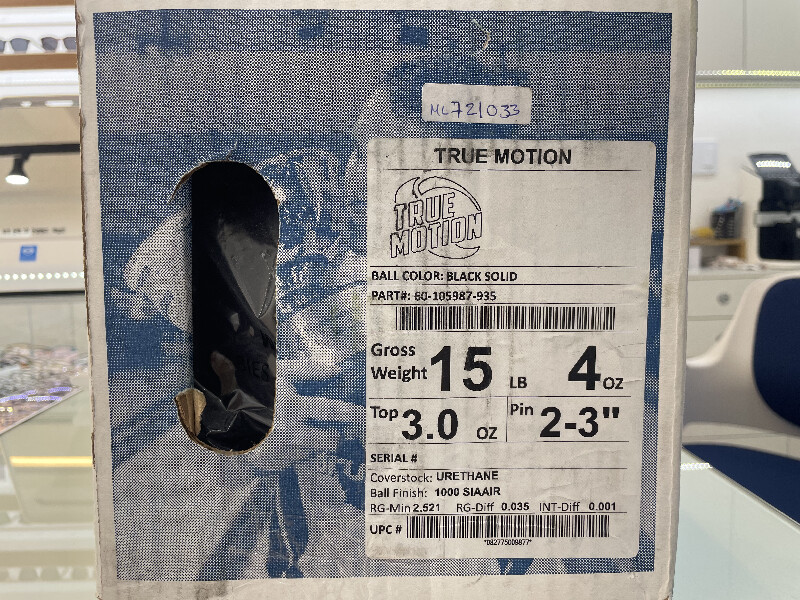 ML721033
TRUE MOTION
TRUE
MOTION
BALL COLOR: BLACK SOLID
PART#: 60-105987-935
Gross
Weight 15 LB 4 OZ
Top 3.0 OZ Pin 2-3"
SERIAL #
Coverstock: URETHANE
Ball Finish: 1000 SIAAIR
RG-Min 2.521 RG-Diff 0.035 INT-Diff 0.001
UPC #
*082775009877*